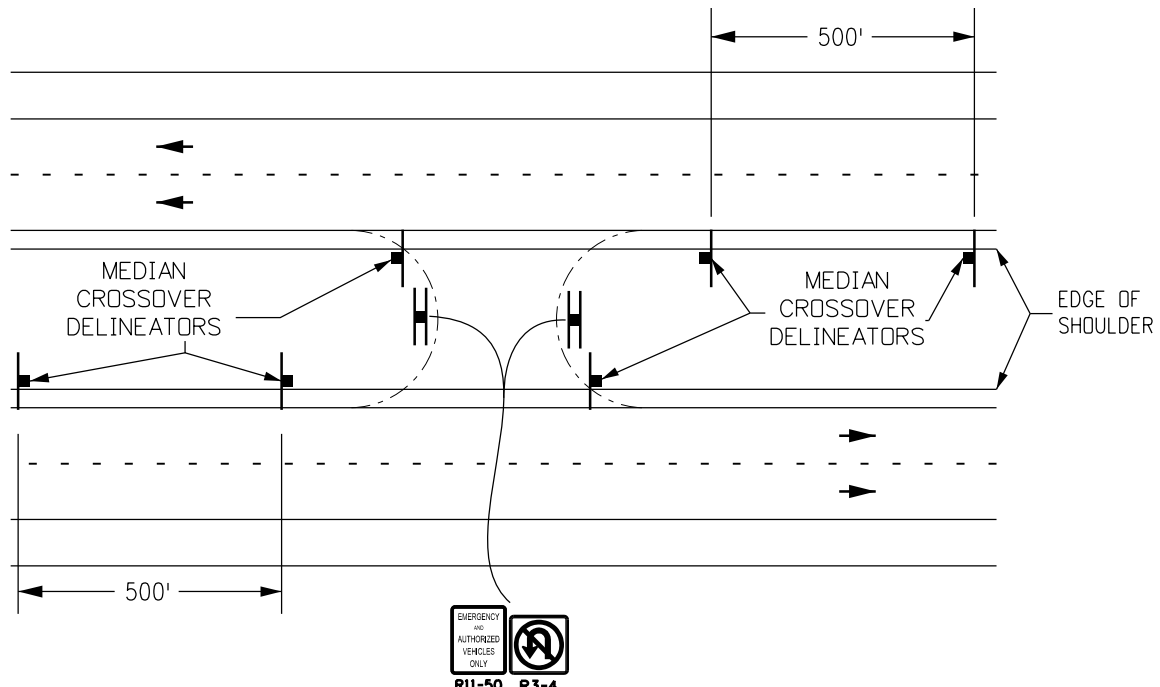 500'
MEDIAN
CROSSOVER
DELINEATORS
MEDIAN
CROSSOVER
DELINEATORS
EDGE OF
SHOULDER
500'
EMERGENCY
AND
AUTHORIZED
VEHICLES
ONLY
R11-50 R3-4